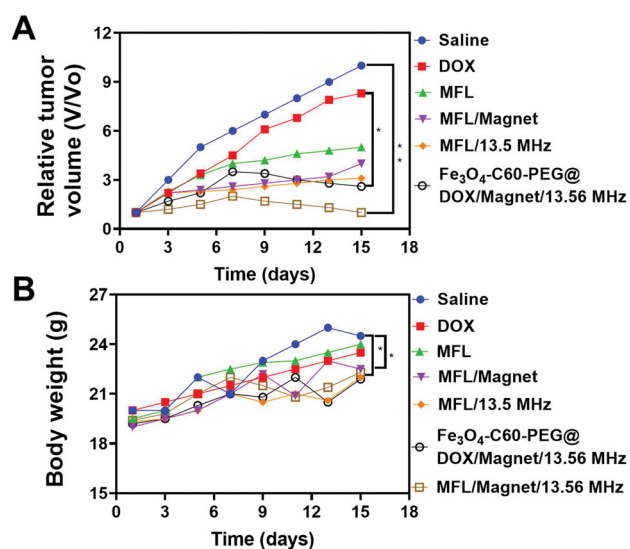 A
Relative tumor
volume (V/Vo)
12
9
6
3
0
0 3 6 9 12 15 18
Time (days)
*
*
*
Saline
DOX
MFL
MFL/Magnet
MFL/13.5 MHz
Fe₃O₄-C60-PEG@
DOX/Magnet/13.56 MHz
B
Body weight (g)
27
24
21
18
15
0 3 6 9 12 15 18
Time (days)
*
*
Saline
DOX
MFL
MFL/Magnet
MFL/13.5 MHz
Fe₃O₄-C60-PEG@
DOX/Magnet/13.56 MHz
MFL/Magnet/13.56 MHz